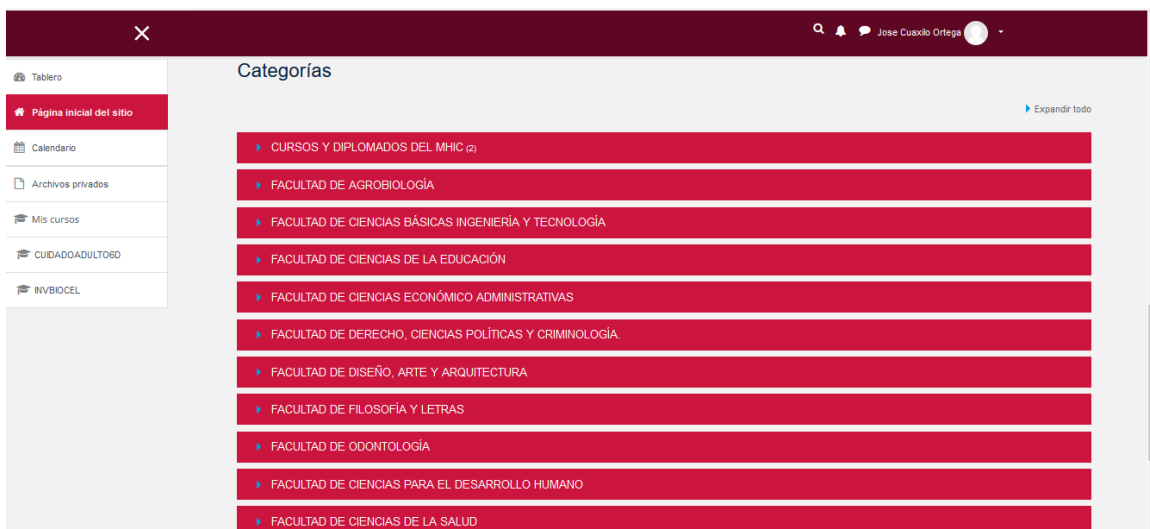 Jose Cuaxilo Ortega
Tablero
Página inicial del sitio
Calendario
Archivos privados
Mis cursos
CUIDADOADULTO6D
INVBIOCEL
Categorías
Expandir todo
CURSOS Y DIPLOMADOS DEL MHIC (2)
FACULTAD DE AGROBIOLOGÍA
FACULTAD DE CIENCIAS BÁSICAS INGENIERÍA Y TECNOLOGÍA
FACULTAD DE CIENCIAS DE LA EDUCACIÓN
FACULTAD DE CIENCIAS ECONÓMICO ADMINISTRATIVAS
FACULTAD DE DERECHO, CIENCIAS POLÍTICAS Y CRIMINOLOGÍA.
FACULTAD DE DISEÑO, ARTE Y ARQUITECTURA
FACULTAD DE FILOSOFÍA Y LETRAS
FACULTAD DE ODONTOLOGÍA
FACULTAD DE CIENCIAS PARA EL DESARROLLO HUMANO
FACULTAD DE CIENCIAS DE LA SALUD